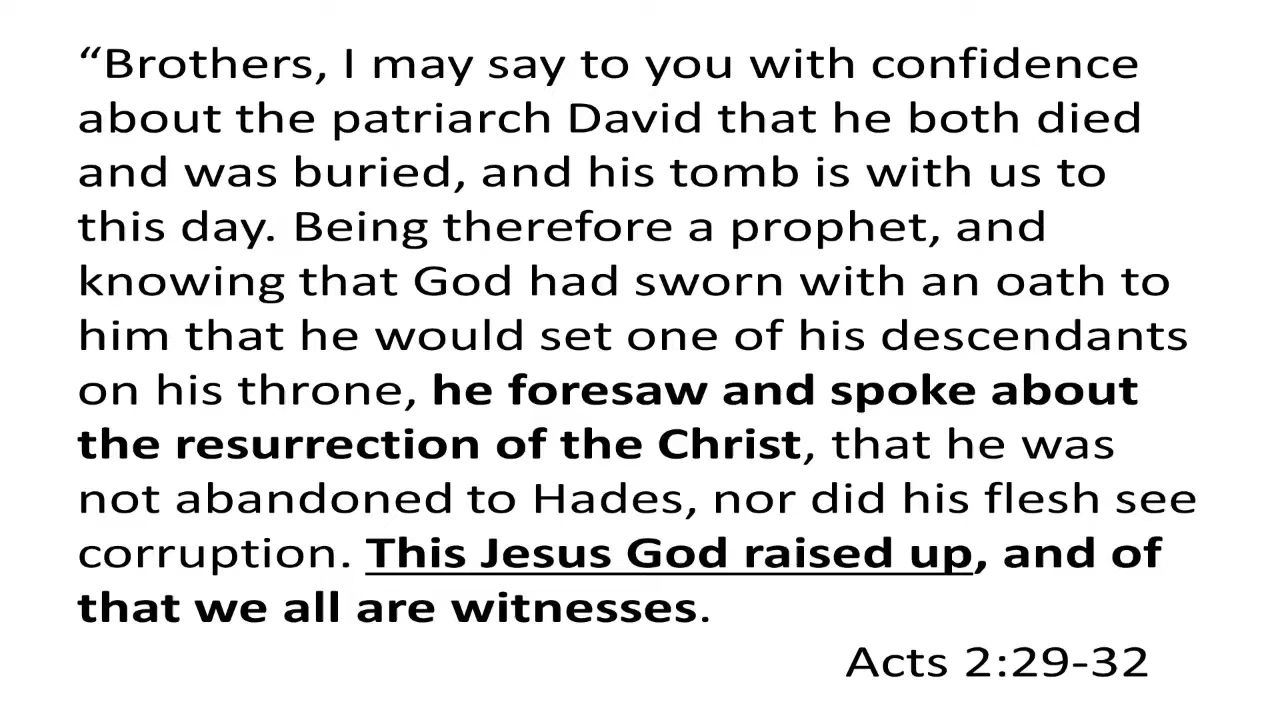 “Brothers, I may say to you with confidence
about the patriarch David that he both died
and was buried, and his tomb is with us to
this day. Being therefore a prophet, and
knowing that God had sworn with an oath to
him that he would set one of his descendants
on his throne, he foresaw and spoke about
the resurrection of the Christ, that he was
not abandoned to Hades, nor did his flesh see
corruption. This Jesus God raised up, and of
that we all are witnesses.
Acts 2:29-32